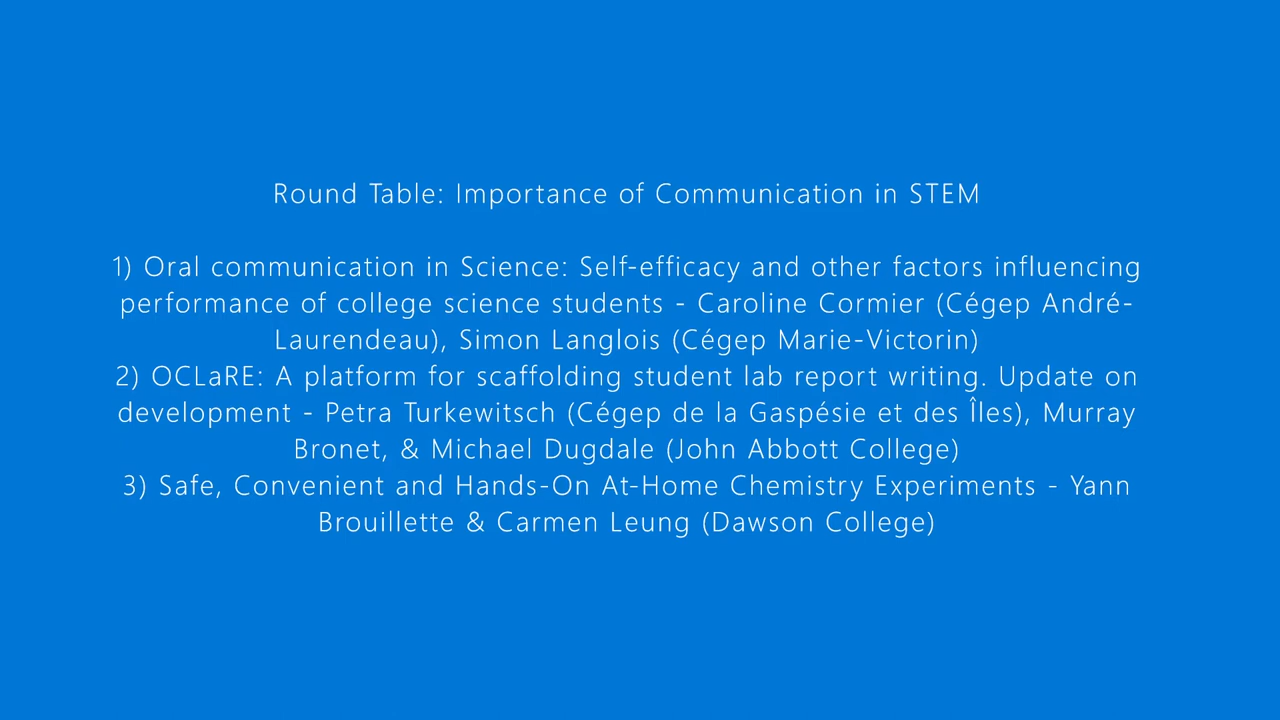 Round Table: Importance of Communication in STEM
1) Oral communication in Science: Self-efficacy and other factors influencing
performance of college science students - Caroline Cormier (Cégep André-
Laurendeau), Simon Langlois (Cégep Marie-Victorin)
2) OCLaRE: A platform for scaffolding student lab report writing. Update on
development - Petra Turkewitsch (Cégep de la Gaspésie et des Îles), Murray
Bronet, & Michael Dugdale (John Abbott College)
3) Safe, Convenient and Hands-On At-Home Chemistry Experiments - Yann
Brouillette & Carmen Leung (Dawson College)